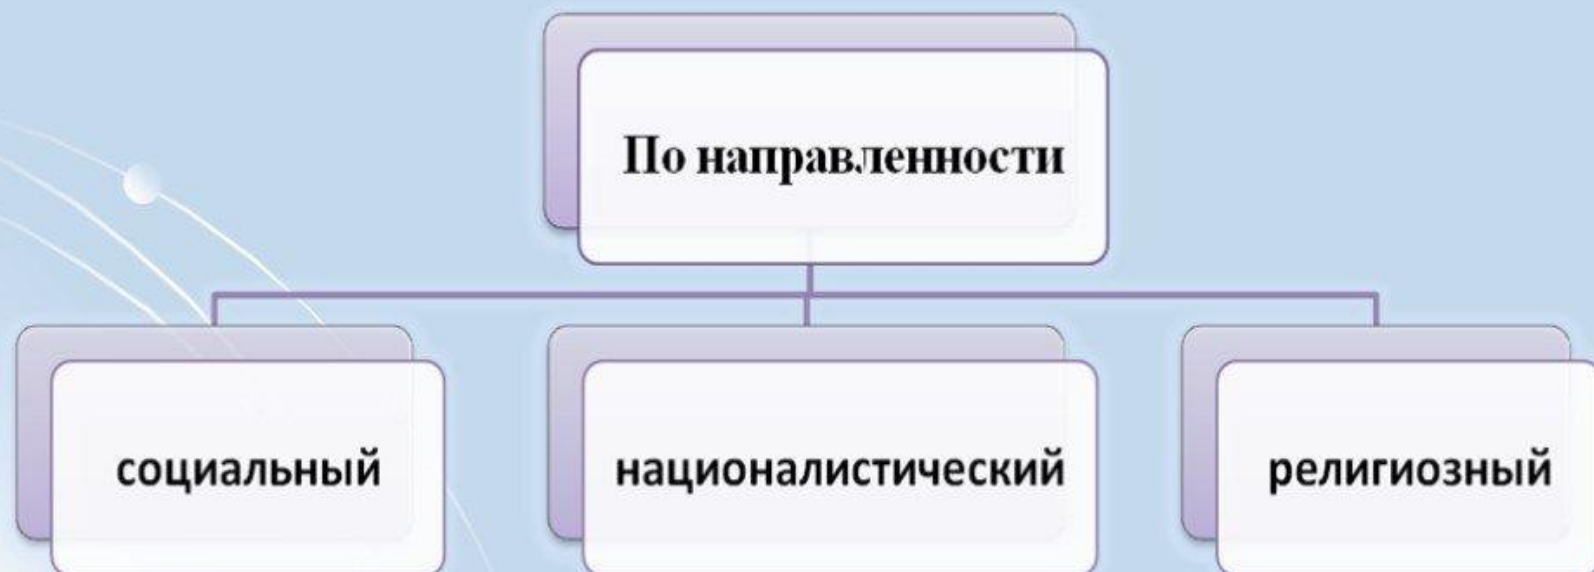 По направленности
социальный
националистический
религиозный